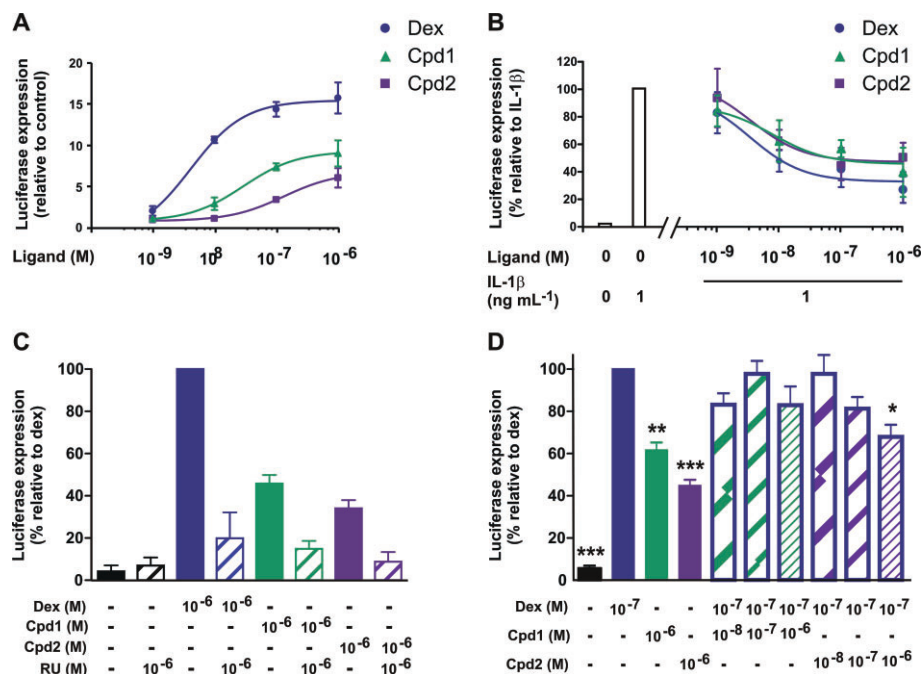 A
Dex
Cpd1
Cpd2
Luciferase expression
(relative to control)
20
15
10
5
0
Ligand (M)
10-9 10-8 10-7 10-6
B
Dex
Cpd1
Cpd2
Luciferase expression
(% relative to IL-1β)
120
100
80
60
40
20
0
Ligand (M) 0 0 10-9 10-8 10-7 10-6
IL-1β
(ng mL-1) 0 1 1
C
Luciferase expression
(% relative to dex)
100
80
60
40
20
0
Dex (M) - - 10-6 10-6 - - - -
Cpd1 (M) - - - - 10-6 10-6 - -
Cpd2 (M) - - - - - - 10-6 10-6
RU (M) - 10-6 - 10-6 - 10-6 - 10-6
D
Luciferase expression
(% relative to dex)
100
80
60
40
20
0
*** ** *** *
Dex (M) - 10-7 - - 10-7 10-7 10-7 10-7 10-7 10-7
Cpd1 (M) - - 10-6 - 10-8 10-7 10-6 - - -
Cpd2 (M) - - - 10-6 - - - 10-8 10-7 10-6